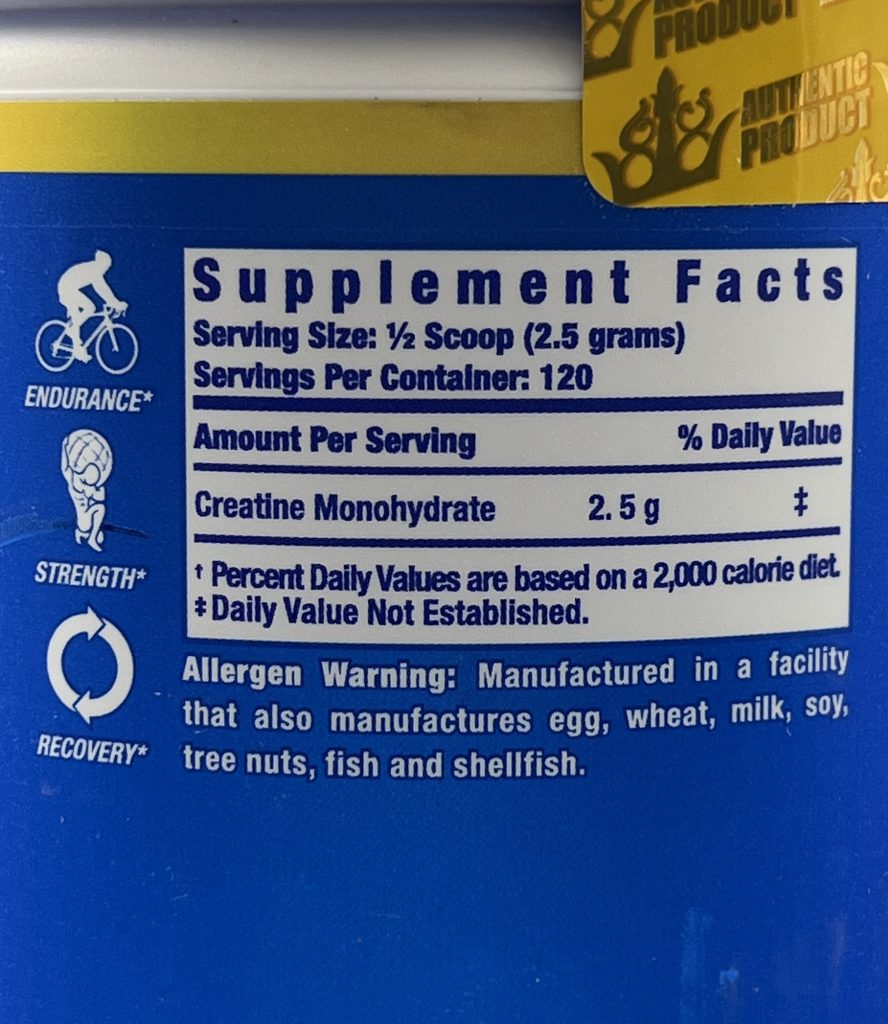 PRODUCT
AUTHENTIC
PRODUCT
Supplement Facts
Serving Size: ½ Scoop (2.5 grams)
Servings Per Container: 120
Amount Per Serving % Daily Value
Creatine Monohydrate 2.5 g ‡
† Percent Daily Values are based on a 2,000 calorie diet.
‡ Daily Value Not Established.
Allergen Warning: Manufactured in a facility
that also manufactures egg, wheat, milk, soy,
tree nuts, fish and shellfish.
ENDURANCE*
STRENGTH*
RECOVERY*